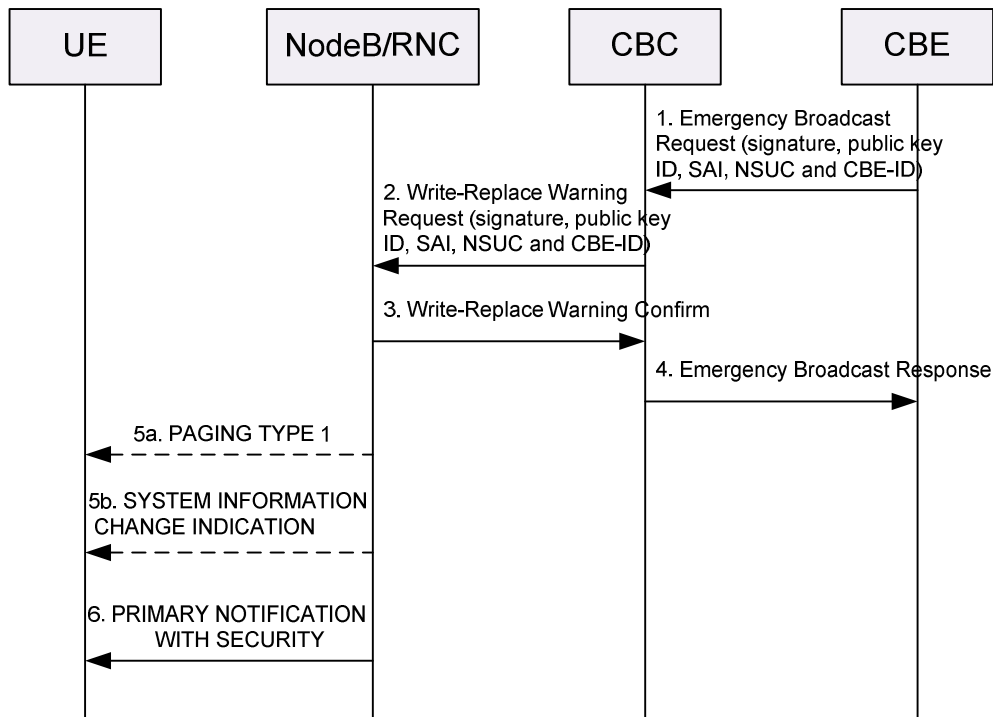 UE
NodeB/RNC
CBC
CBE
1. Emergency Broadcast
Request (signature, public key
ID, SAI, NSUC and CBE-ID)
2. Write-Replace Warning
Request (signature, public key
ID, SAI, NSUC and CBE-ID)
3. Write-Replace Warning Confirm
4. Emergency Broadcast Response
5a. PAGING TYPE 1
5b. SYSTEM INFORMATION
CHANGE INDICATION
6. PRIMARY NOTIFICATION
WITH SECURITY